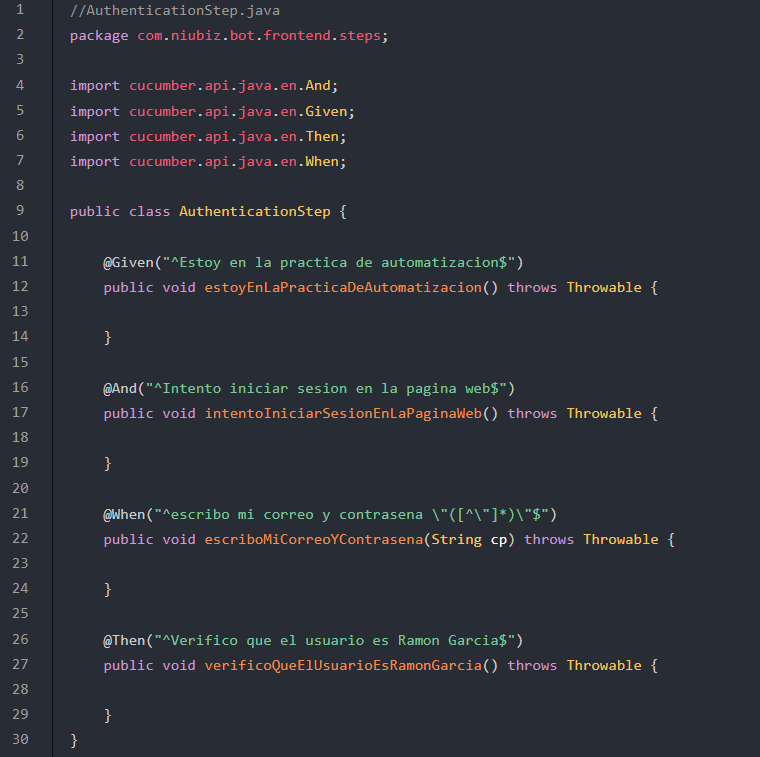 1 //AuthenticationStep.java
2 package com.niubiz.bot.frontend.steps;
3
4 import cucumber.api.java.en.And;
5 import cucumber.api.java.en.Given;
6 import cucumber.api.java.en.Then;
7 import cucumber.api.java.en.When;
8
9 public class AuthenticationStep {
10
11     @Given("^Estoy en la practica de automatizacion$")
12     public void estoyEnLaPracticaDeAutomatizacion() throws Throwable {
13
14     }
15
16     @And("^Intento iniciar sesion en la pagina web$")
17     public void intentoIniciarSesionEnLaPaginaWeb() throws Throwable {
18
19     }
20
21     @When("^escribo mi correo y contrasena \"([^\"]*)\"$")
22     public void escriboMiCorreoYContrasena(String cp) throws Throwable {
23
24     }
25
26     @Then("^Verifico que el usuario es Ramon Garcia$")
27     public void verificoQueElUsuarioEsRamonGarcia() throws Throwable {
28
29     }
30 }